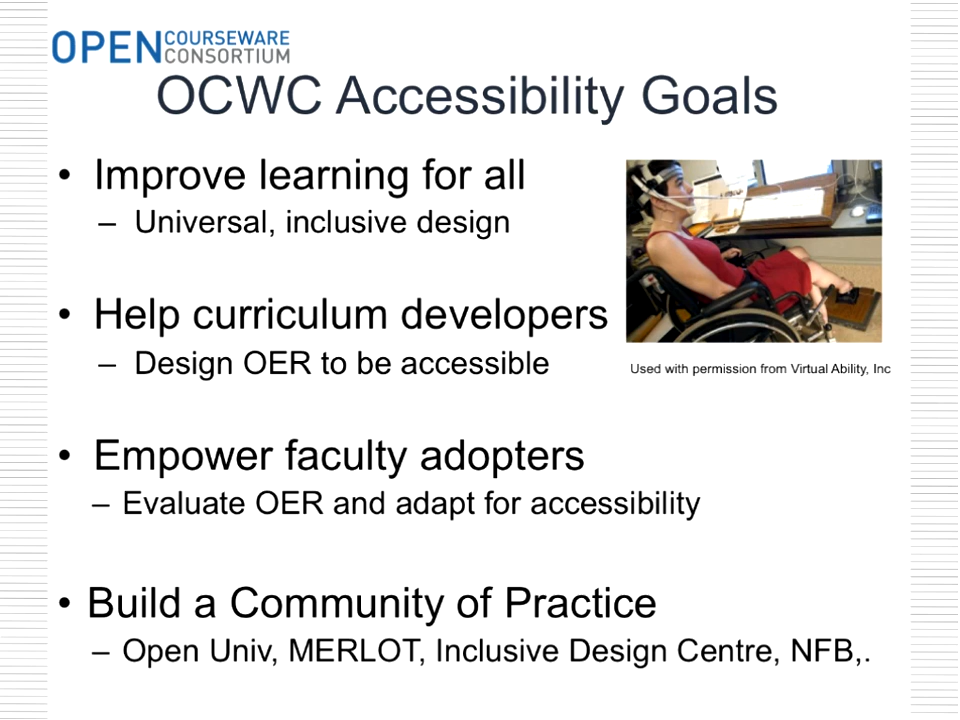 OPEN COURSEWARE CONSORTIUM
OCWC Accessibility Goals
• Improve learning for all
– Universal, inclusive design
• Help curriculum developers
– Design OER to be accessible
Used with permission from Virtual Ability, Inc
• Empower faculty adopters
– Evaluate OER and adapt for accessibility
• Build a Community of Practice
– Open Univ, MERLOT, Inclusive Design Centre, NFB,.